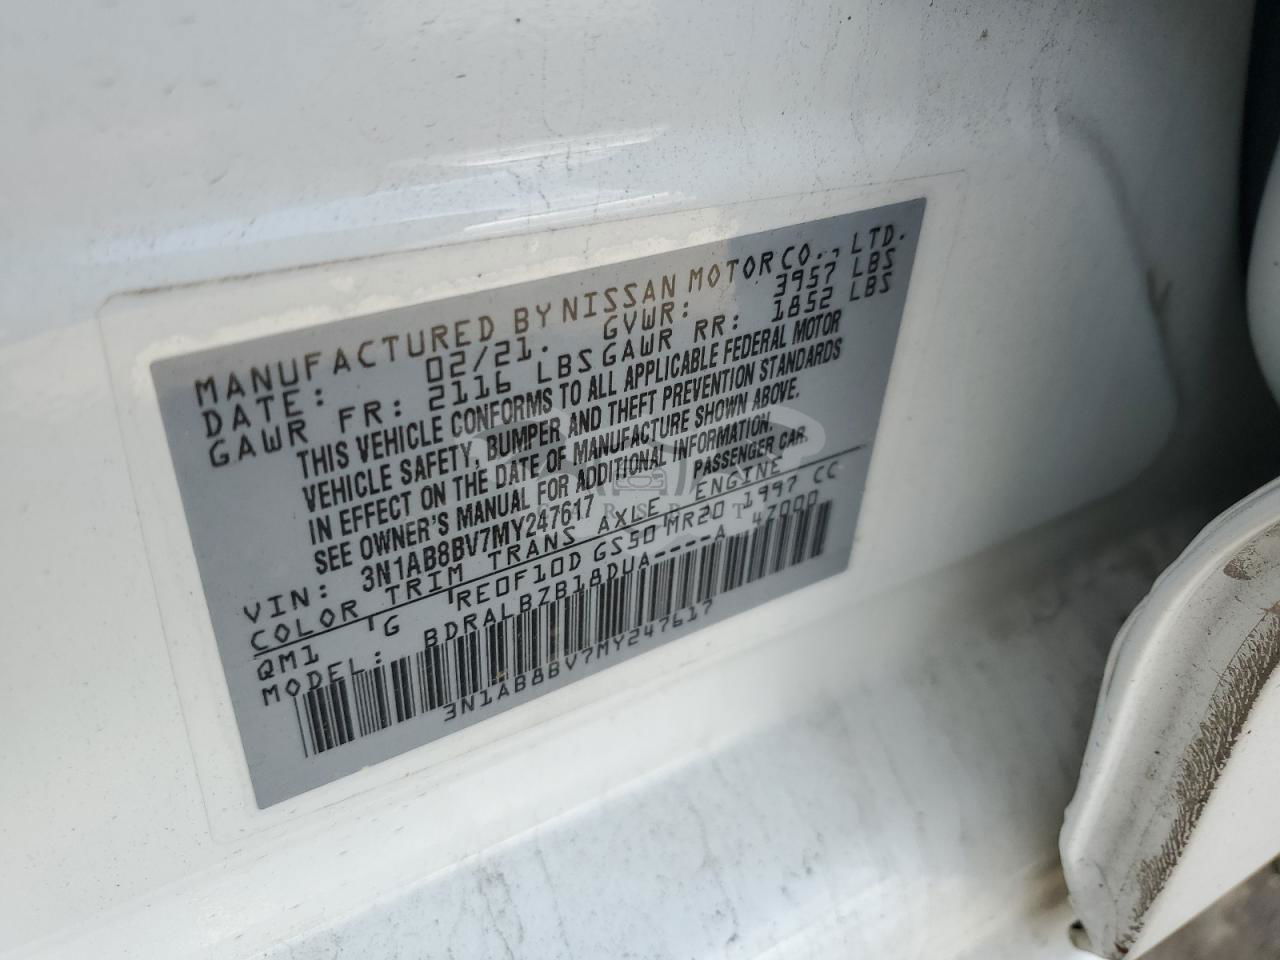 MANUFACTURED BY NISSAN MOTOR CO., LTD.
DATE: 02/21. GVWR: 3957 LBS
GAWR FR: 2116 LBS GAWR RR: 1852 LBS
THIS VEHICLE CONFORMS TO ALL APPLICABLE FEDERAL MOTOR
VEHICLE SAFETY, BUMPER AND THEFT PREVENTION STANDARDS
IN EFFECT ON THE DATE OF MANUFACTURE SHOWN ABOVE.
SEE OWNER'S MANUAL FOR ADDITIONAL INFORMATION.
VIN: 3N1AB8BV7MY247617 PASSENGER CAR.
COLOR TRIM TRANS AXLE ENGINE
QM1 G RE0F10D GS50 MR20 1997 CC
MODEL: BDRALBZB18DUA----A 47000
3N1AB8BV7MY247617